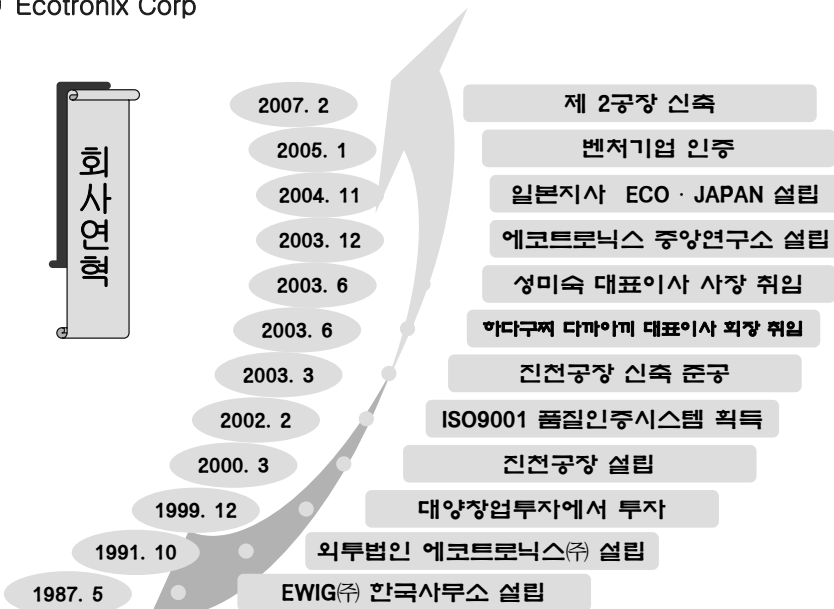 Ecotronix Corp
회사연혁
2007. 2 제 2공장 신축
2005. 1 벤처기업 인증
2004. 11 일본지사 ECO · JAPAN 설립
2003. 12 에코트로닉스 중앙연구소 설립
2003. 6 성미숙 대표이사 사장 취임
2003. 6 하다구찌 다까아끼 대표이사 회장 취임
2003. 3 진천공장 신축 준공
2002. 2 ISO9001 품질인증시스템 획득
2000. 3 진천공장 설립
1999. 12 대양창업투자에서 투자
1991. 10 외투법인 에코트로닉스㈜ 설립
1987. 5 EWIG㈜ 한국사무소 설립